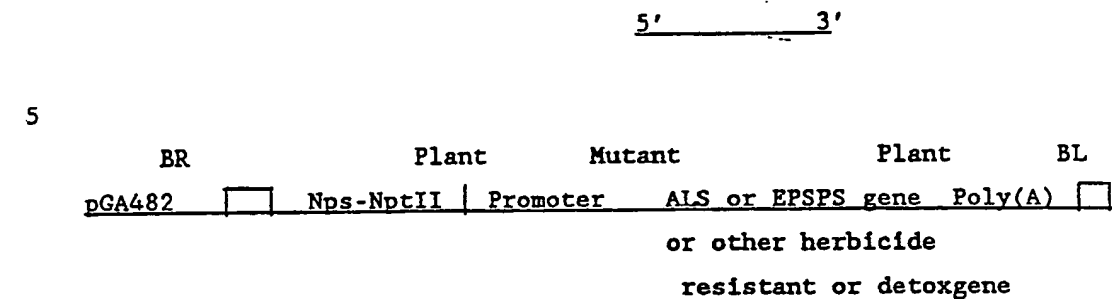 5' 3'
5
BR Plant Mutant Plant BL
pGA482 Nps-NptII Promoter ALS or EPSPS gene Poly(A)
or other herbicide
resistant or detoxgene